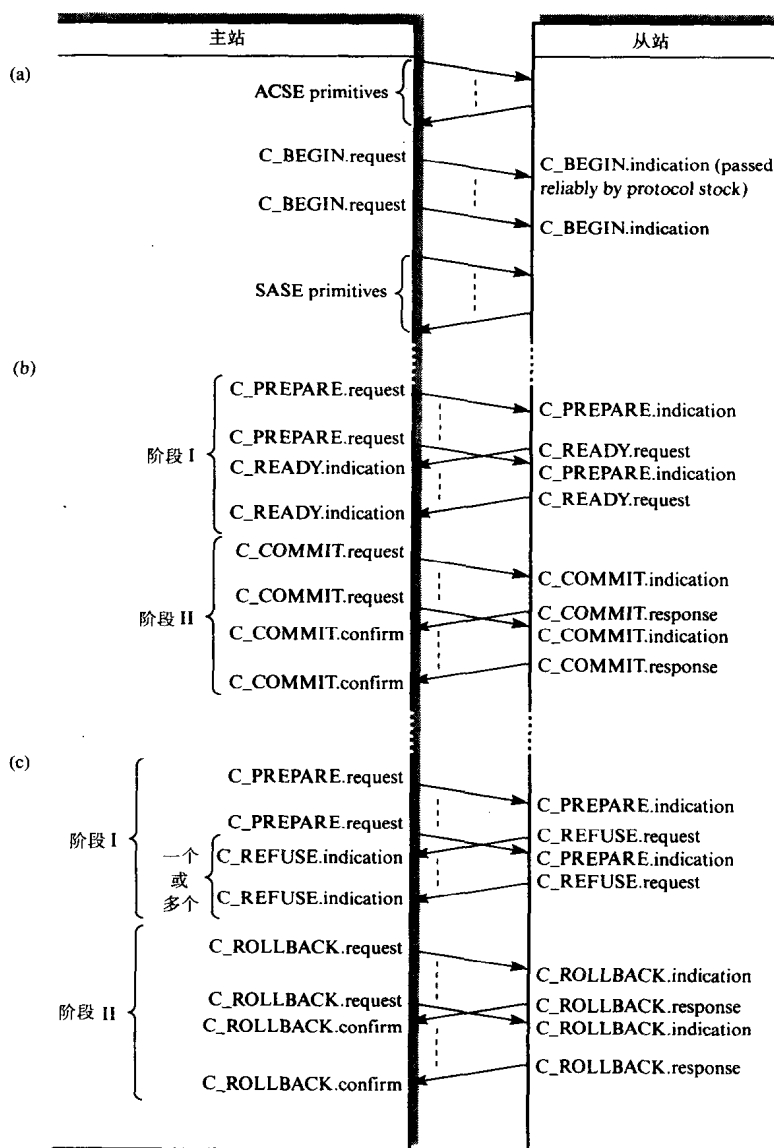 主站
从站
(a)
ACSE primitives
C_BEGIN.request
C_BEGIN.indication (passed
reliably by protocol stock)
C_BEGIN.request
C_BEGIN.indication
SASE primitives
(b)
阶段 I
C_PREPARE.request
C_PREPARE.indication
C_PREPARE.request
C_READY.request
C_READY.indication
C_PREPARE.indication
C_READY.request
C_READY.indication
阶段 II
C_COMMIT.request
C_COMMIT.indication
C_COMMIT.request
C_COMMIT.response
C_COMMIT.confirm
C_COMMIT.indication
C_COMMIT.response
C_COMMIT.confirm
(c)
阶段 I
C_PREPARE.request
C_PREPARE.indication
C_PREPARE.request
C_REFUSE.request
一个
或
多个
C_REFUSE.indication
C_PREPARE.indication
C_REFUSE.request
C_REFUSE.indication
阶段 II
C_ROLLBACK.request
C_ROLLBACK.indication
C_ROLLBACK.request
C_ROLLBACK.response
C_ROLLBACK.confirm
C_ROLLBACK.indication
C_ROLLBACK.response
C_ROLLBACK.confirm